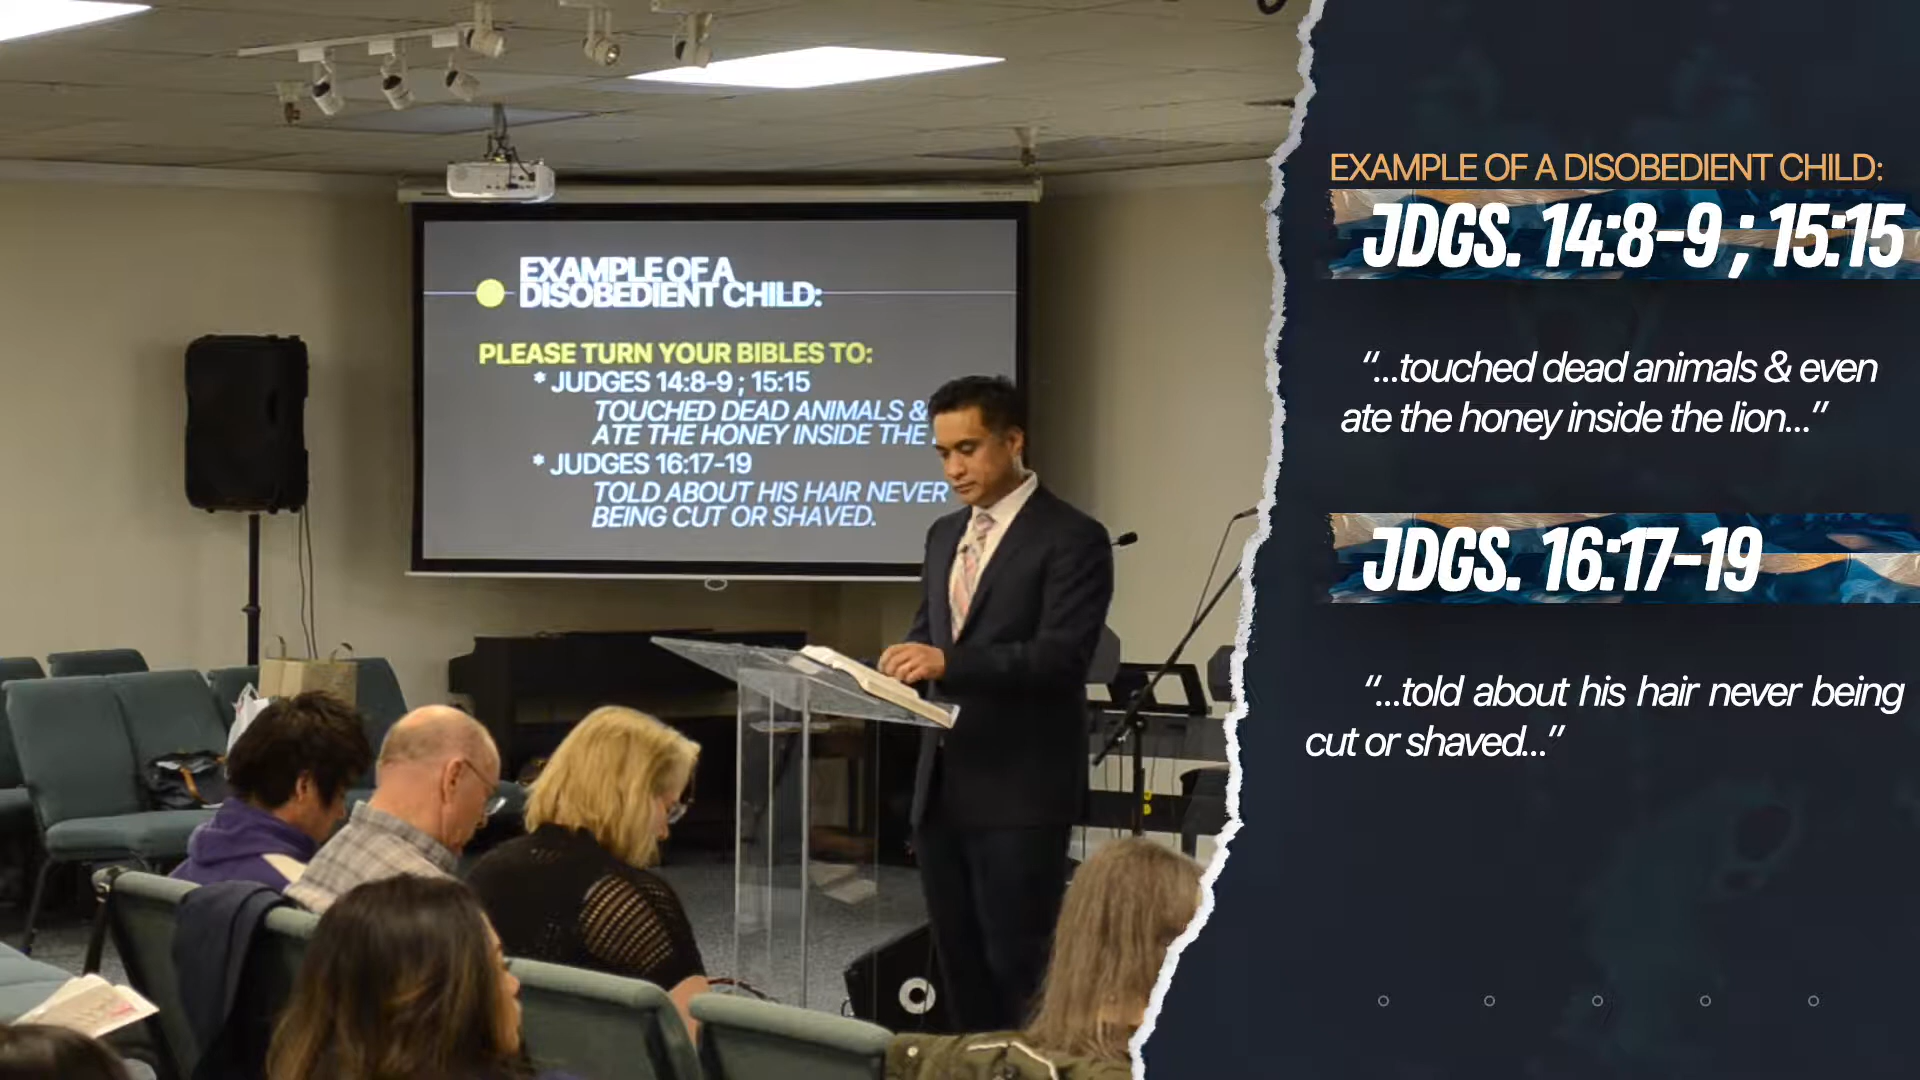 EXAMPLE OF A
DISOBEDIENT CHILD:
PLEASE TURN YOUR BIBLES TO:
* JUDGES 14:8-9 ; 15:15
TOUCHED DEAD ANIMALS &
ATE THE HONEY INSIDE THE
* JUDGES 16:17-19
TOLD ABOUT HIS HAIR NEVER
BEING CUT OR SHAVED.
EXAMPLE OF A DISOBEDIENT CHILD:
JDGS. 14:8-9 ; 15:15
“...touched dead animals & even
ate the honey inside the lion...”
JDGS. 16:17-19
“...told about his hair never being
cut or shaved...”